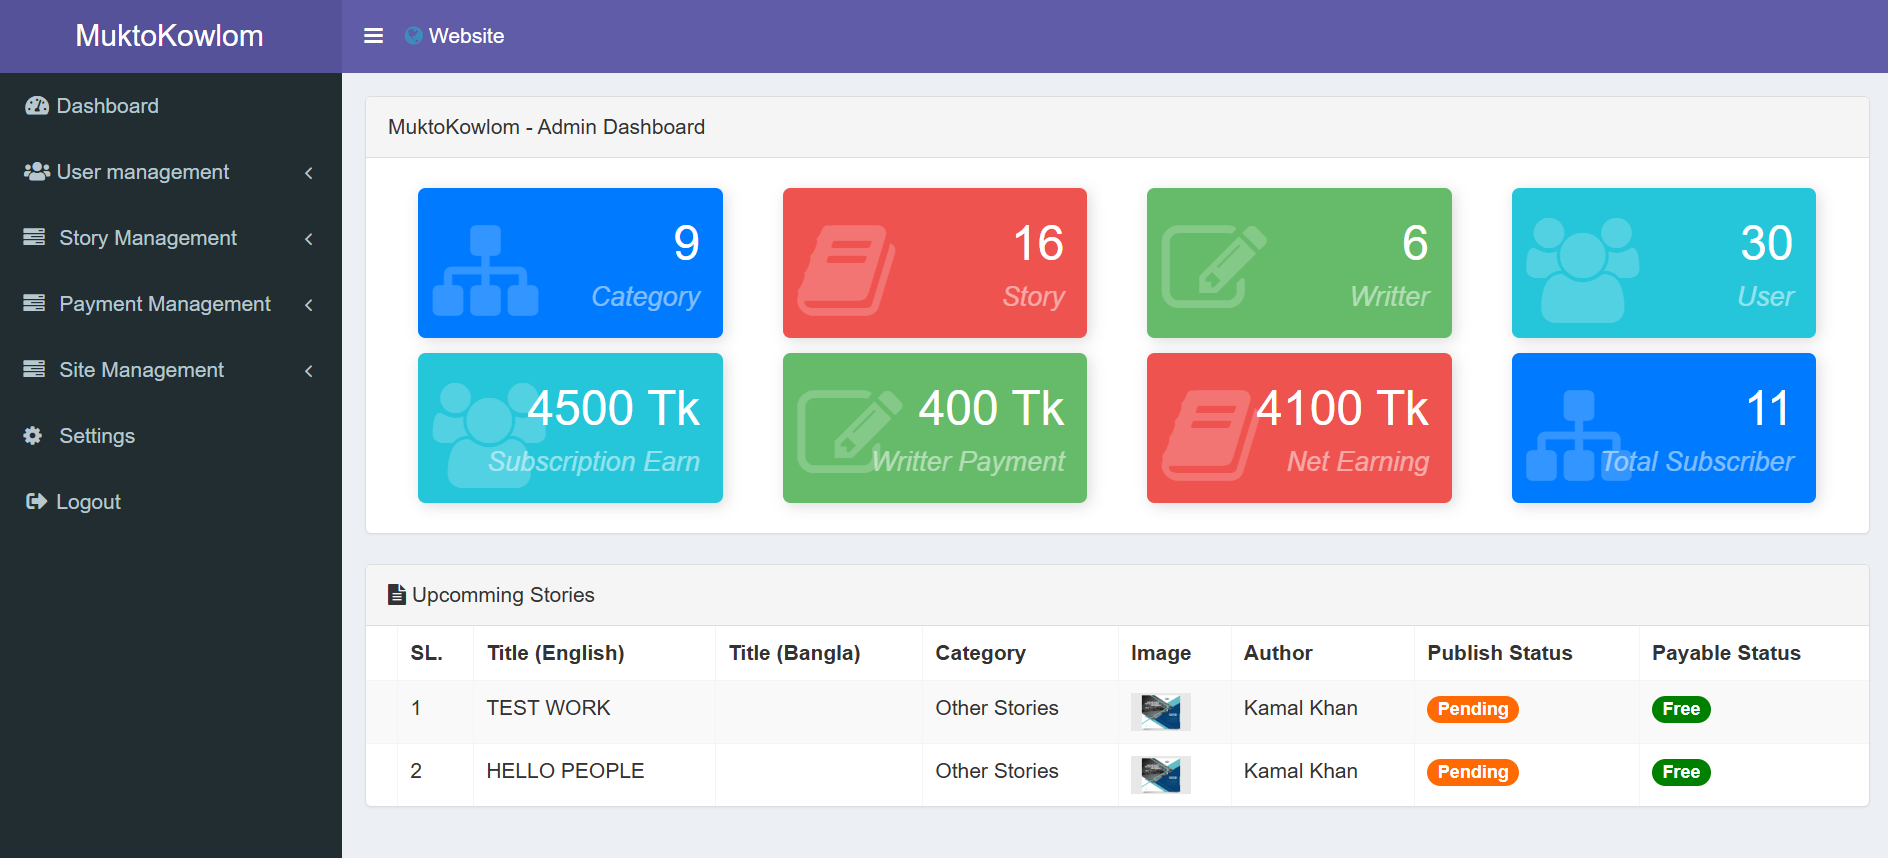 MuktoKowlom
Website
Dashboard
User management
Story Management
Payment Management
Site Management
Settings
Logout
MuktoKowlom - Admin Dashboard
9
Category
16
Story
6
Writter
30
User
4500 Tk
Subscription Earn
400 Tk
Writter Payment
4100 Tk
Net Earning
11
Total Subscriber
Upcomming Stories
SL. Title (English) Title (Bangla) Category Image Author Publish Status Payable Status
1 TEST WORK Other Stories Kamal Khan Pending Free
2 HELLO PEOPLE Other Stories Kamal Khan Pending Free